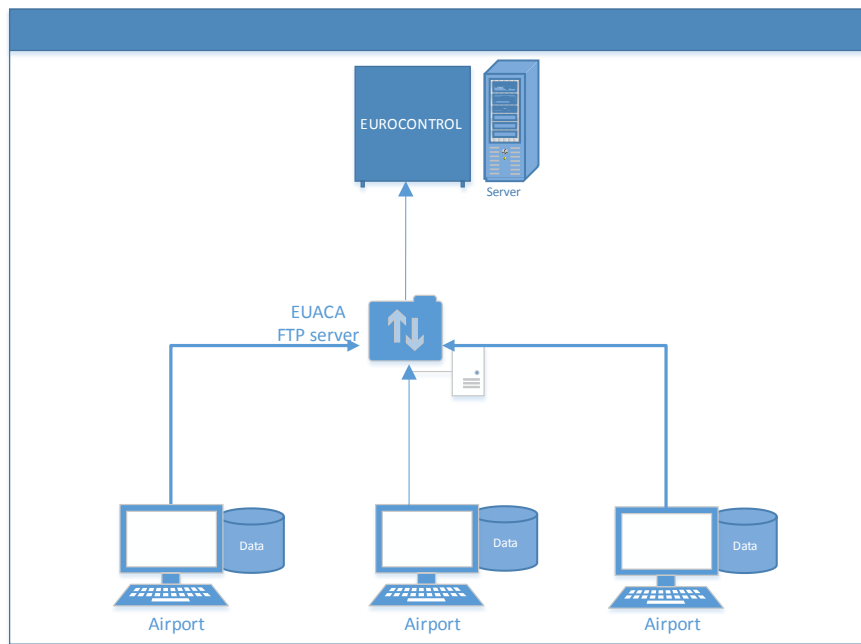 EUROCONTROL
Server
EUACA
FTP server
Data
Data
Data
Airport
Airport
Airport